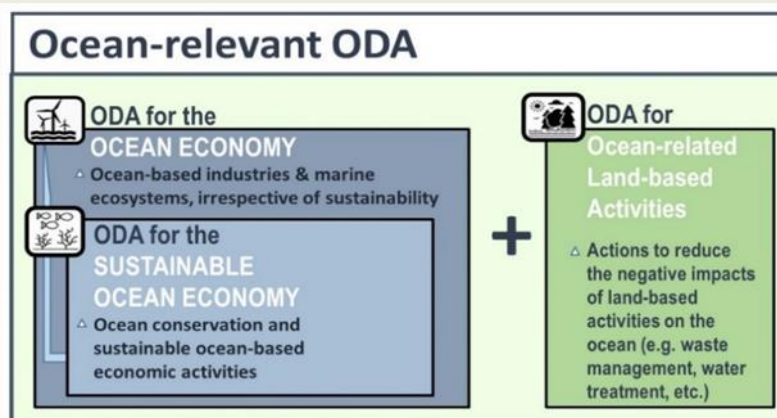 Ocean-relevant ODA
ODA for the
OCEAN ECONOMY
Ocean-based industries & marine
ecosystems, irrespective of sustainability
ODA for the
SUSTAINABLE
OCEAN ECONOMY
Ocean conservation and
sustainable ocean-based
economic activities
+
ODA for
Ocean-related
Land-based
Activities
Actions to reduce
the negative impacts
of land-based
activities on the
ocean (e.g. waste
management, water
treatment, etc.)